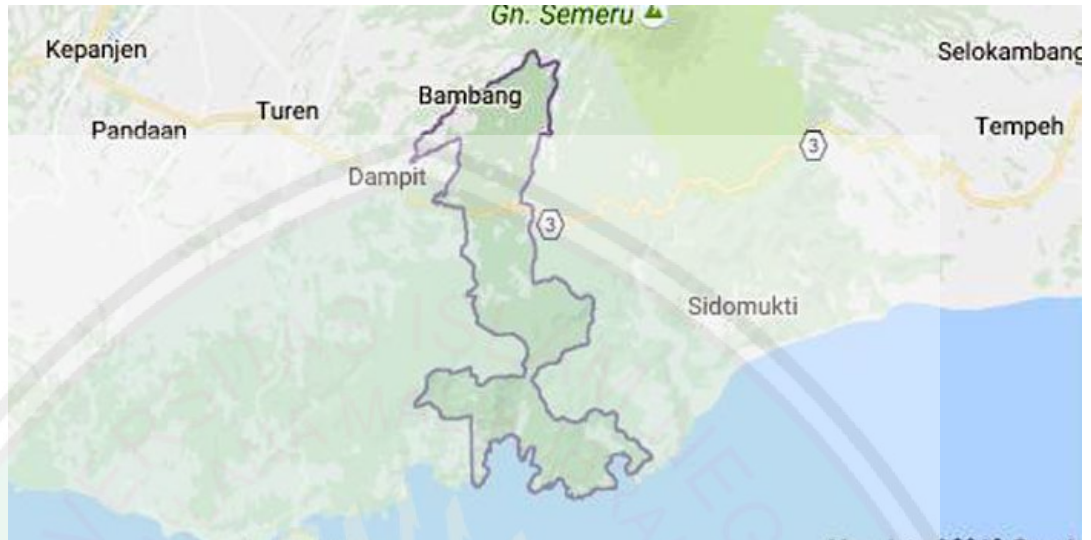 Gn. Semeru
Kepanjen
Selokambang
Bambang
Turen
Pandaan
Tempeh
3
Dampit
3
Sidomukti